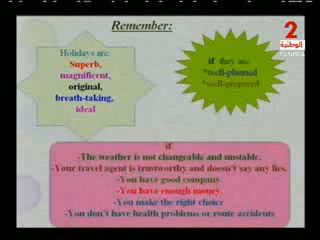 Remember:
2
الوطنية
Holidays are:
Superb,
magnificent,
original,
breath-taking,
ideal
if they are:
*well-planned
*well-prepared
if
-The weather is not changeable and unstable.
-Your travel agent is trustworthy and doesn't say any lies.
-You have good company.
-You have enough money.
-You make the right choice
-You don't have health problems or route accidents